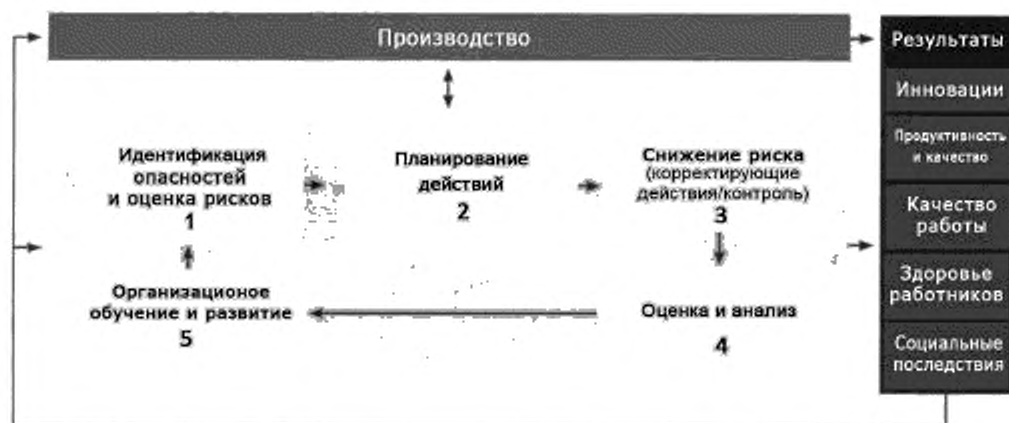 Производство
Идентификация
опасностей
и оценка рисков
1
Планирование
действий
2
Снижение риска
(корректирующие
действия/контроль)
3
Организационое
обучение и развитие
5
Оценка и анализ
4
Результаты
Инновации
Продуктивность
и качество
Качество
работы
Здоровье
работников
Социальные
последствия